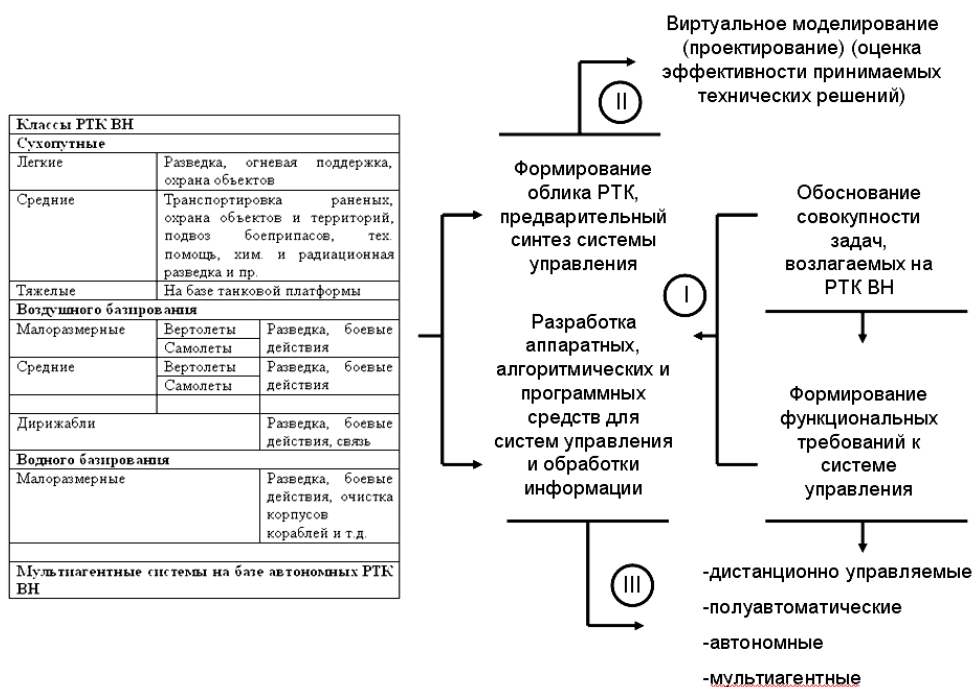 Виртуальное моделирование
(проектирование) (оценка
эффективности принимаемых
технических решений)
II
Классы РТК ВН
Сухопутные
Легкие
Разведка, огневая поддержка,
охрана объектов
Средние
Транспортировка раненых,
охрана объектов и территорий,
подвоз боеприпасов, тех.
помощь, хим. и радиационная
разведка и пр.
Тяжелые
На базе танковой платформы
Воздушного базирования
Малоразмерные
Вертолеты
Самолеты
Разведка, боевые
действия
Средние
Вертолеты
Самолеты
Разведка, боевые
действия
Дирижабли
Разведка, боевые
действия, связь
Водного базирования
Малоразмерные
Разведка, боевые
действия, очистка
корпусов
кораблей и т.д.
Мультиагентные системы на базе автономных РТК
ВН
Формирование
облика РТК,
предварительный
синтез системы
управления
Разработка
аппаратных,
алгоритмических и
программных
средств для
систем управления
и обработки
информации
I
Обоснование
совокупности
задач,
возлагаемых на
РТК ВН
Формирование
функциональных
требований к
системе
управления
III
-дистанционно управляемые
-полуавтоматические
-автономные
-мультиагентные